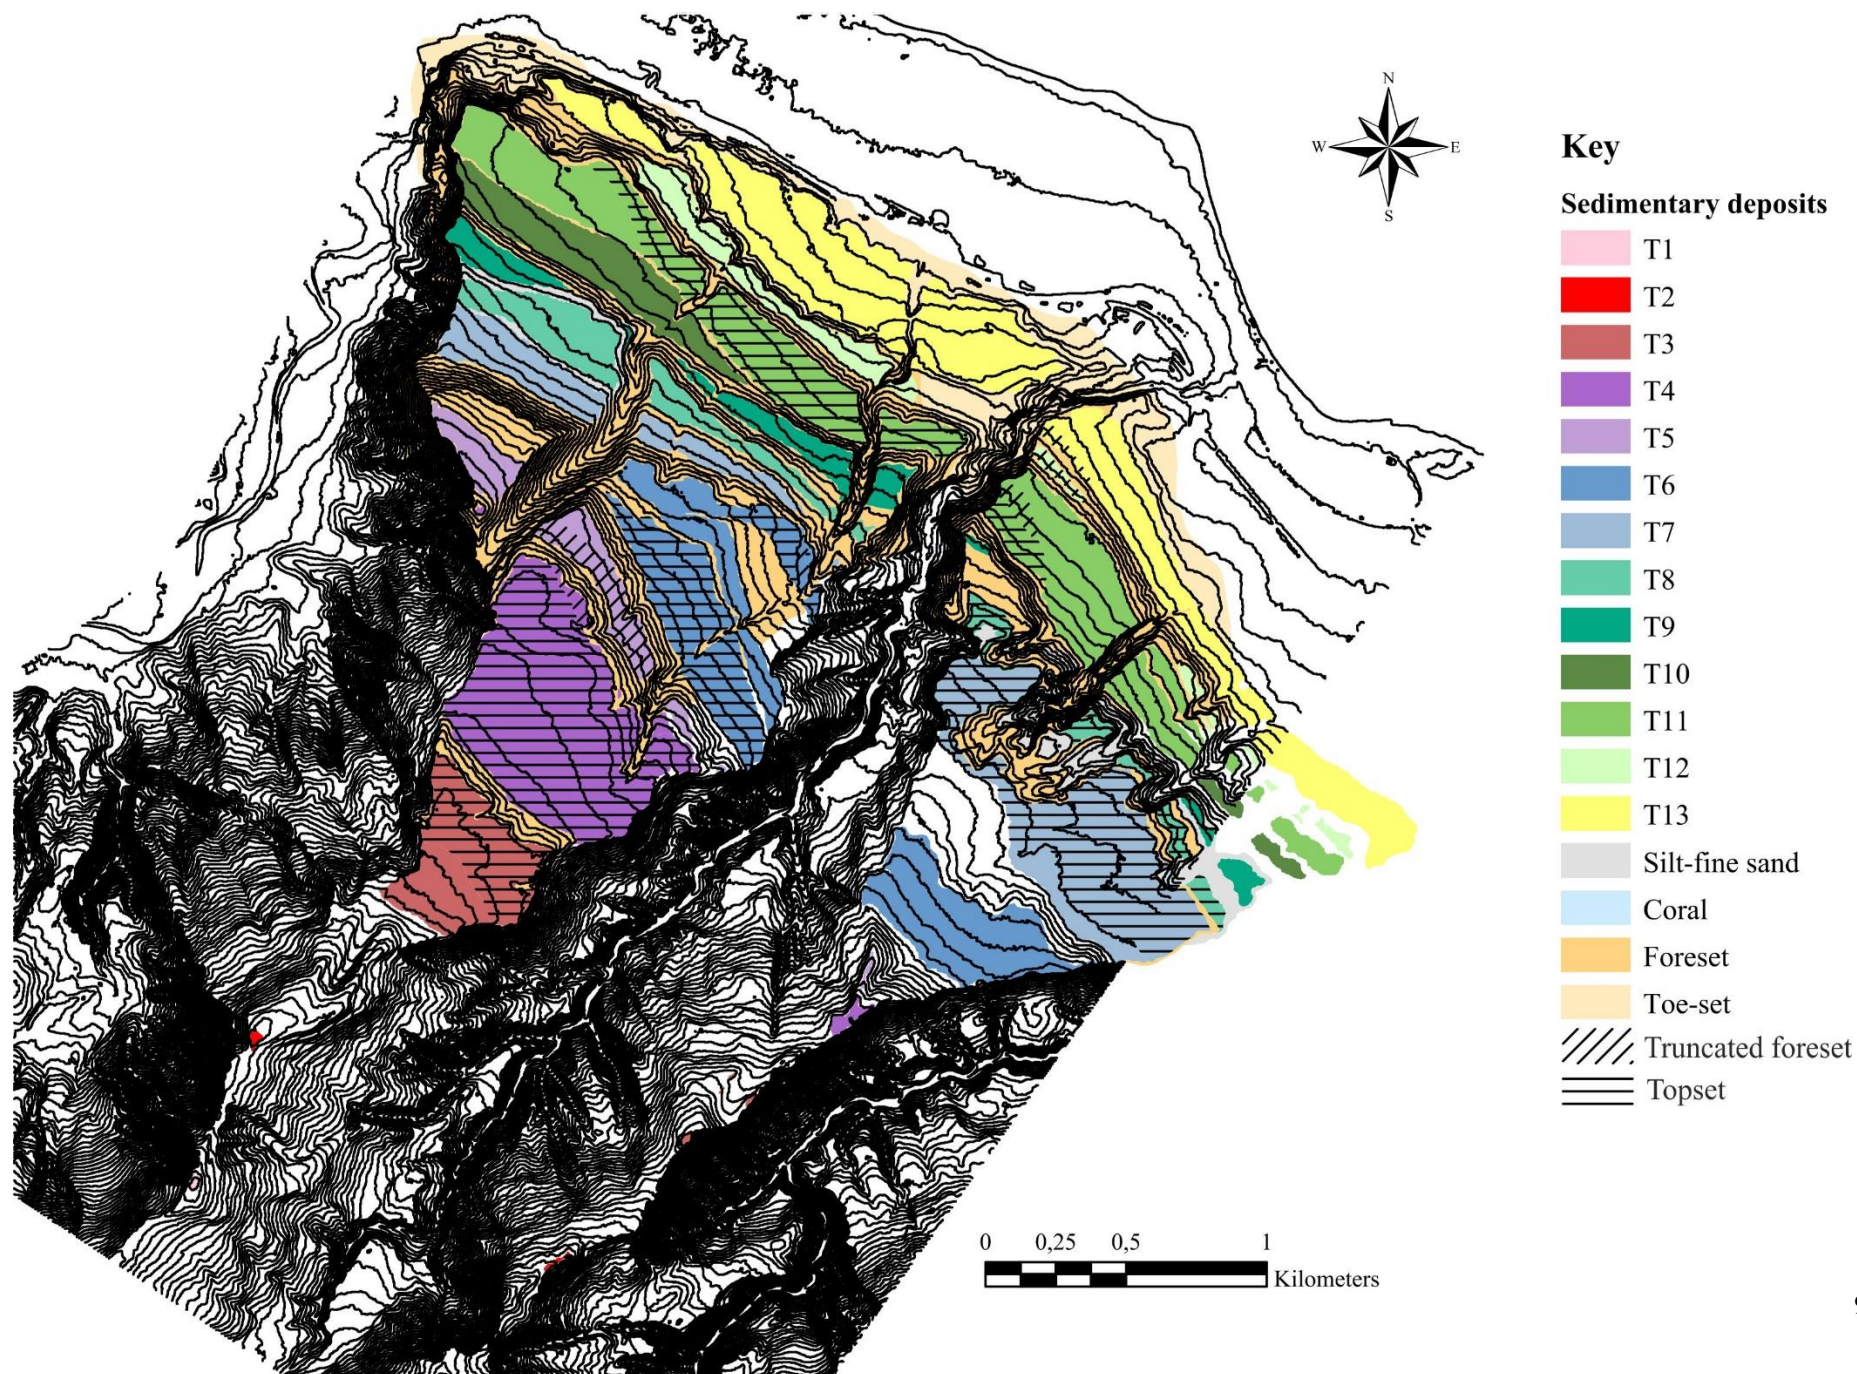 N
W E
S
Key
Sedimentary deposits
T1
T2
T3
T4
T5
T6
T7
T8
T9
T10
T11
T12
T13
Silt-fine sand
Coral
Foreset
Toe-set
Truncated foreset
Topset
0 0,25 0,5 1
Kilometers